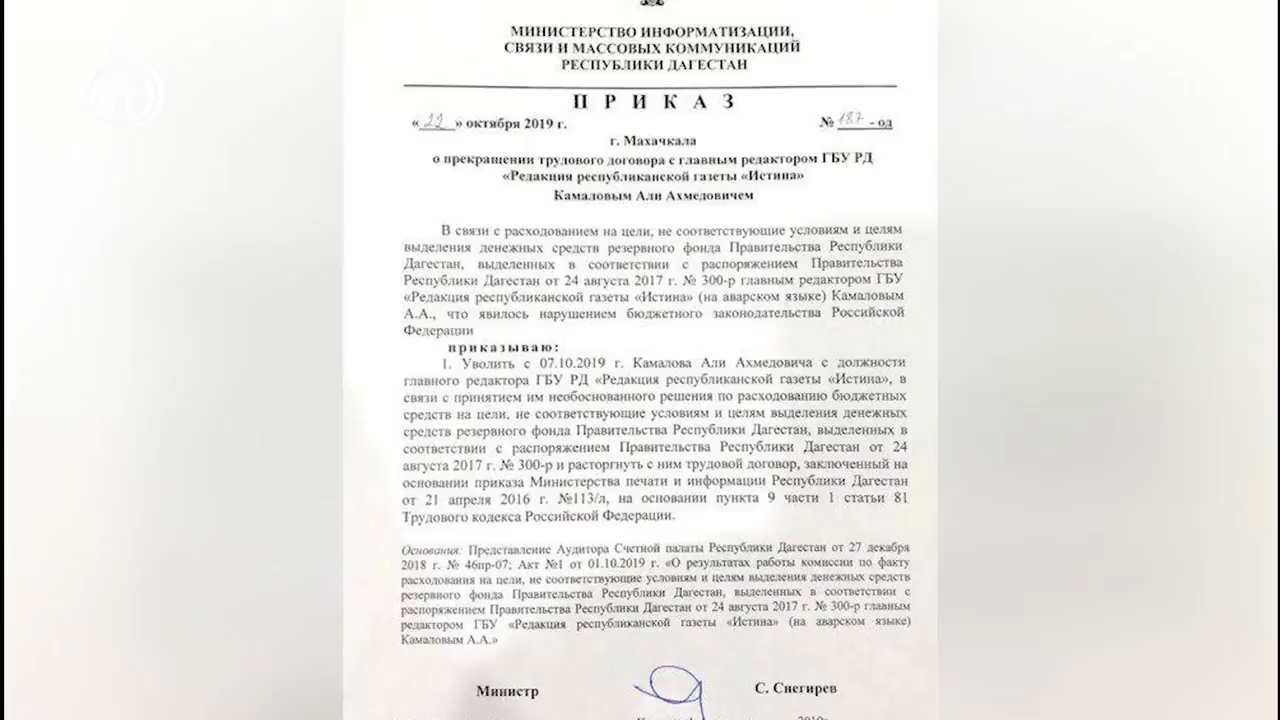 МИНИСТЕРСТВО ИНФОРМАТИЗАЦИИ,
СВЯЗИ И МАССОВЫХ КОММУНИКАЦИЙ
РЕСПУБЛИКИ ДАГЕСТАН
П Р И К А З
«22» октября 2019 г. № 187 - од
г. Махачкала
о прекращении трудового договора с главным редактором ГБУ РД
«Редакция республиканской газеты «Истина»
Камаловым Али Ахмедовичем
В связи с расходованием на цели, не соответствующие условиям и целям
выделения денежных средств резервного фонда Правительства Республики
Дагестан, выделенных в соответствии с распоряжением Правительства
Республики Дагестан от 24 августа 2017 г. № 300-р главным редактором ГБУ
«Редакция республиканской газеты «Истина» (на аварском языке) Камаловым
А.А., что явилось нарушением бюджетного законодательства Российской
Федерации
приказываю:
1. Уволить с 07.10.2019 г. Камалова Али Ахмедовича с должности
главного редактора ГБУ РД «Редакция республиканской газеты «Истина», в
связи с принятием им необоснованного решения по расходованию бюджетных
средств на цели, не соответствующие условиям и целям выделения денежных
средств резервного фонда Правительства Республики Дагестан, выделенных в
соответствии с распоряжением Правительства Республики Дагестан от 24
августа 2017 г. № 300-р и расторгнуть с ним трудовой договор, заключенный на
основании приказа Министерства печати и информации Республики Дагестан
от 21 апреля 2016 г. №113/л, на основании пункта 9 части 1 статьи 81
Трудового кодекса Российской Федерации.
Основания: Представление Аудитора Счетной палаты Республики Дагестан от 27 декабря
2018 г. № 46пр-07; Акт №1 от 01.10.2019 г. «О результатах работы комиссии по факту
расходования на цели, не соответствующие условиям и целям выделения денежных средств
резервного фонда Правительства Республики Дагестан, выделенных в соответствии с
распоряжением Правительства Республики Дагестан от 24 августа 2017 г. № 300-р главным
редактором ГБУ «Редакция республиканской газеты «Истина» (на аварском языке)
Камаловым А.А.»
Министр С. Снегирев